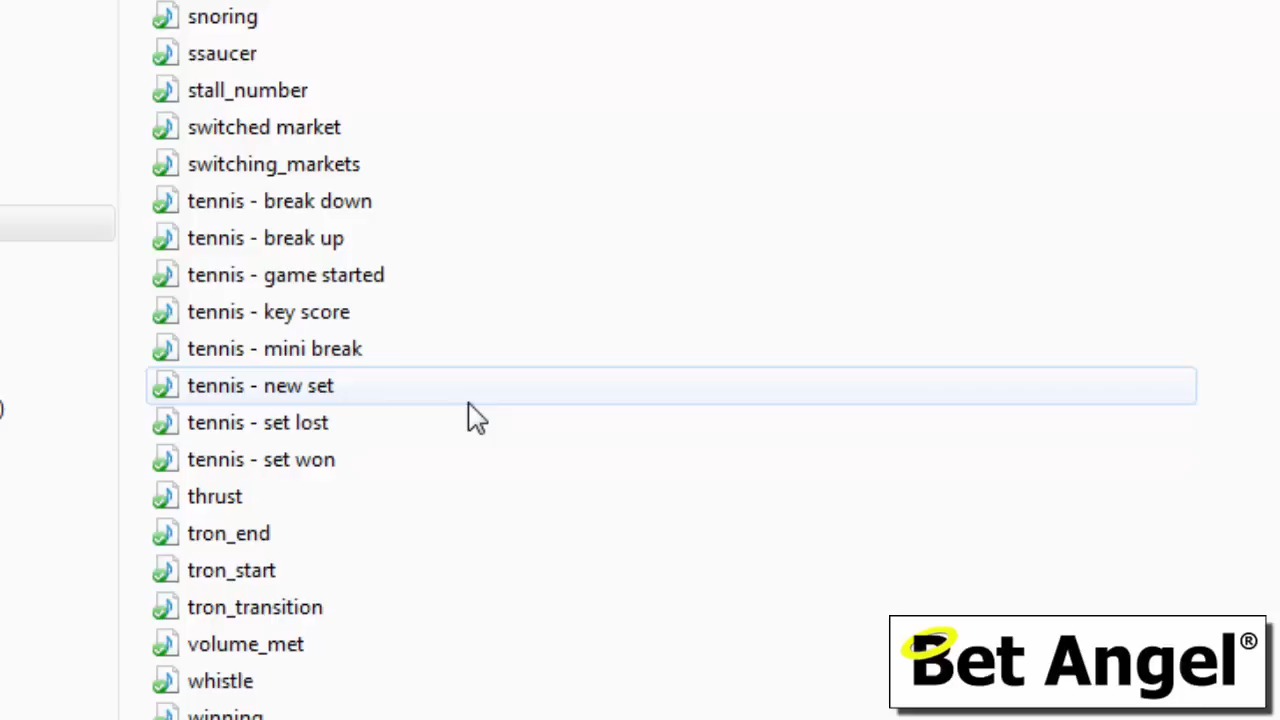 snoring
ssaucer
stall_number
switched market
switching_markets
tennis - break down
tennis - break up
tennis - game started
tennis - key score
tennis - mini break
tennis - new set
)
tennis - set lost
tennis - set won
thrust
tron_end
tron_start
tron_transition
volume_met
whistle
winning
Bet Angel®